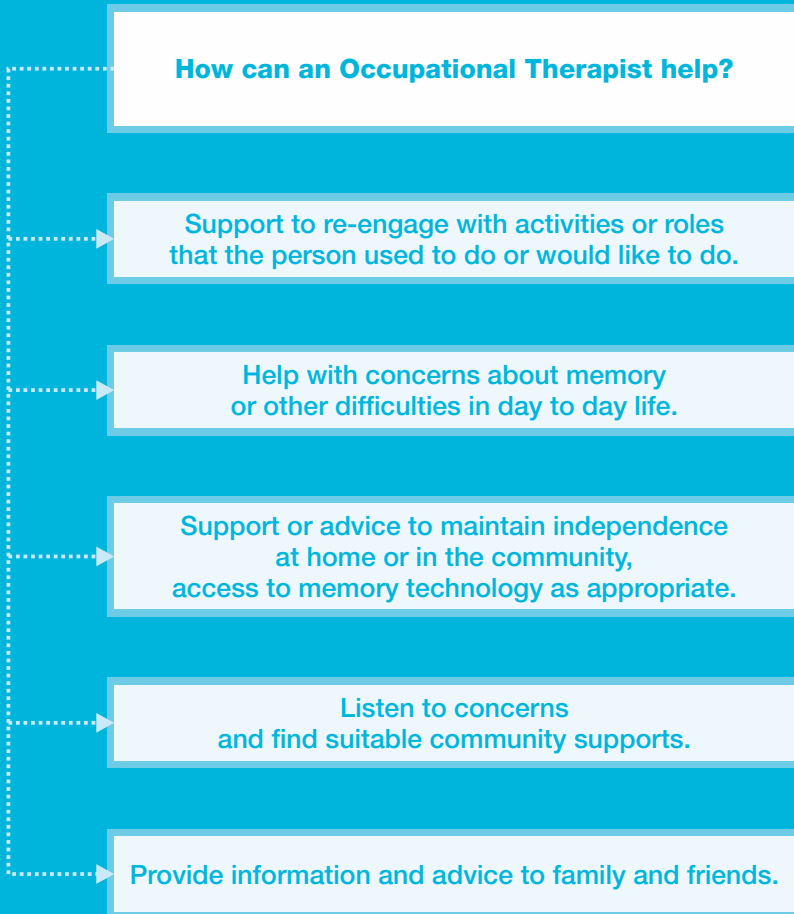 How can an Occupational Therapist help?
Support to re-engage with activities or roles
that the person used to do or would like to do.
Help with concerns about memory
or other difficulties in day to day life.
Support or advice to maintain independence
at home or in the community,
access to memory technology as appropriate.
Listen to concerns
and find suitable community supports.
Provide information and advice to family and friends.